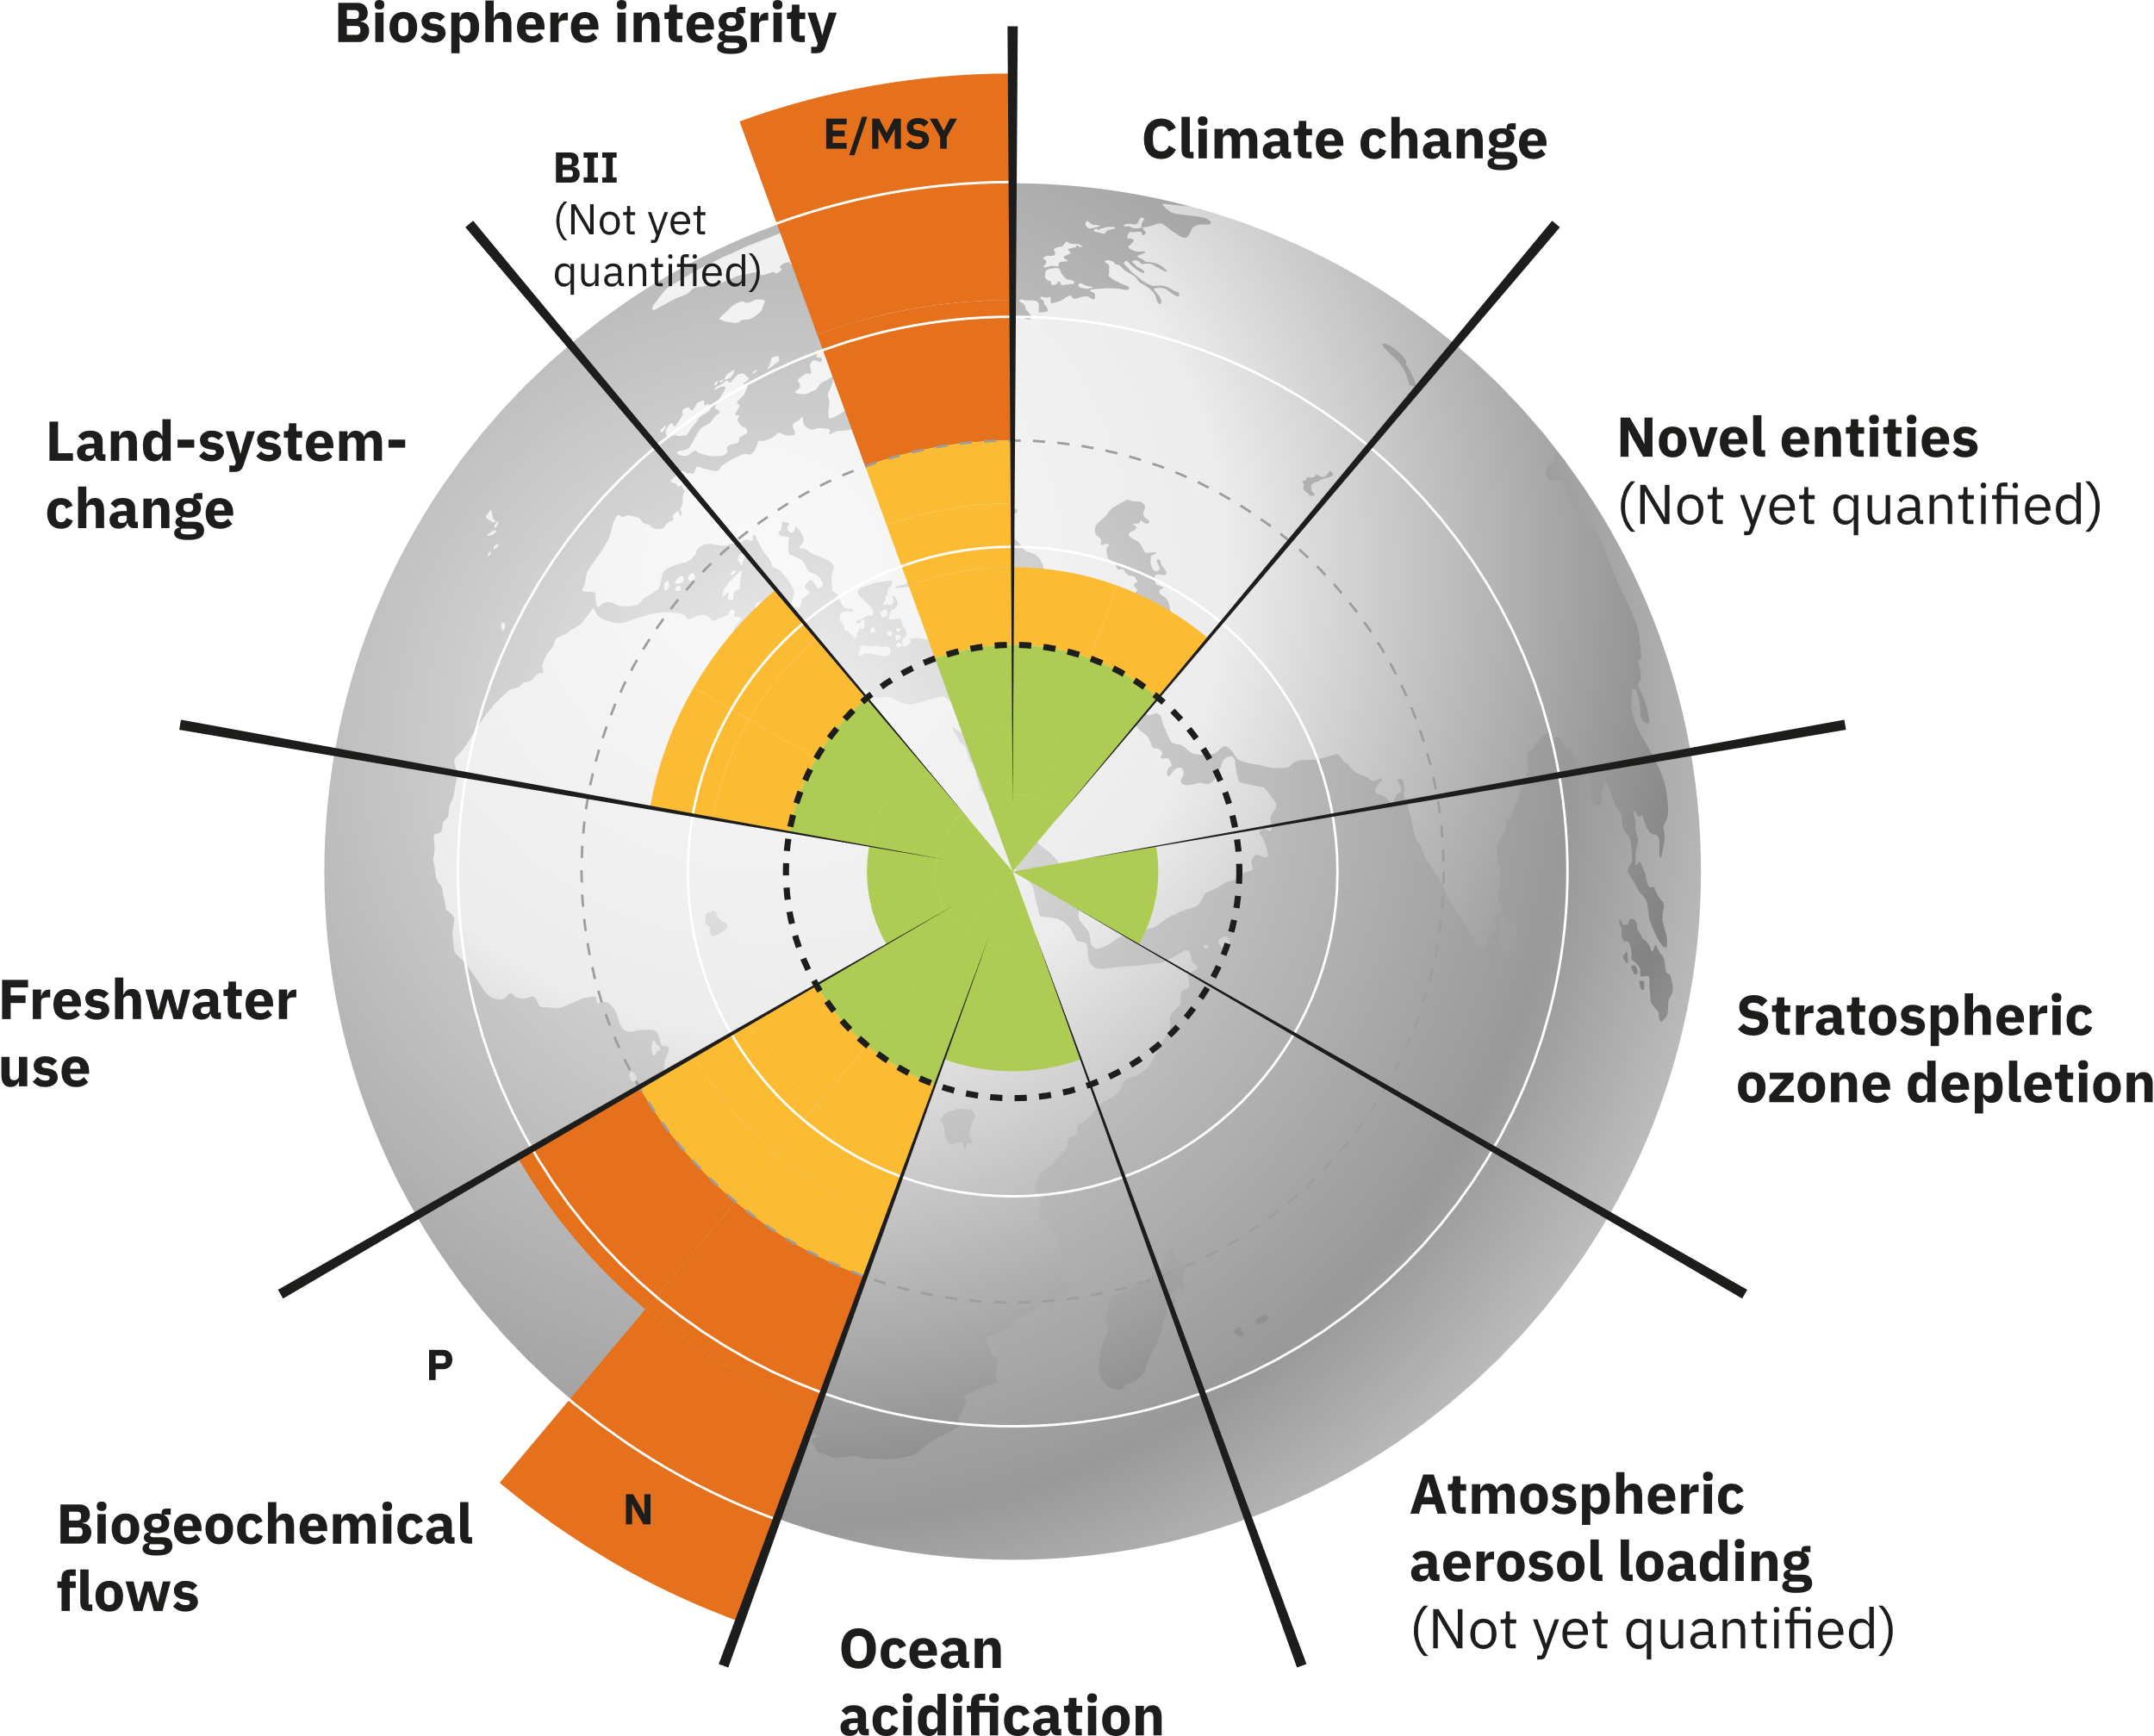 Biosphere integrity
E/MSY
BII
(Not yet
quantified)
Climate change
Novel entities
(Not yet quantified)
Land-system-
change
Freshwater
use
Stratospheric
ozone depletion
P
N
Biogeochemical
flows
Atmospheric
aerosol loading
(Not yet quantified)
Ocean
acidification